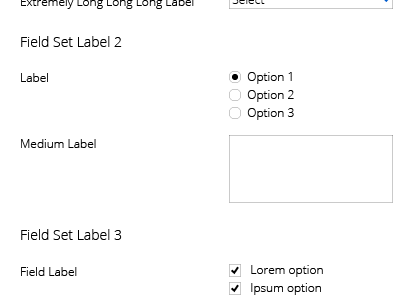 Extremely Long Long Long Label
Select
Field Set Label 2
Label
Option 1
Option 2
Option 3
Medium Label
Field Set Label 3
Field Label
Lorem option
Ipsum option